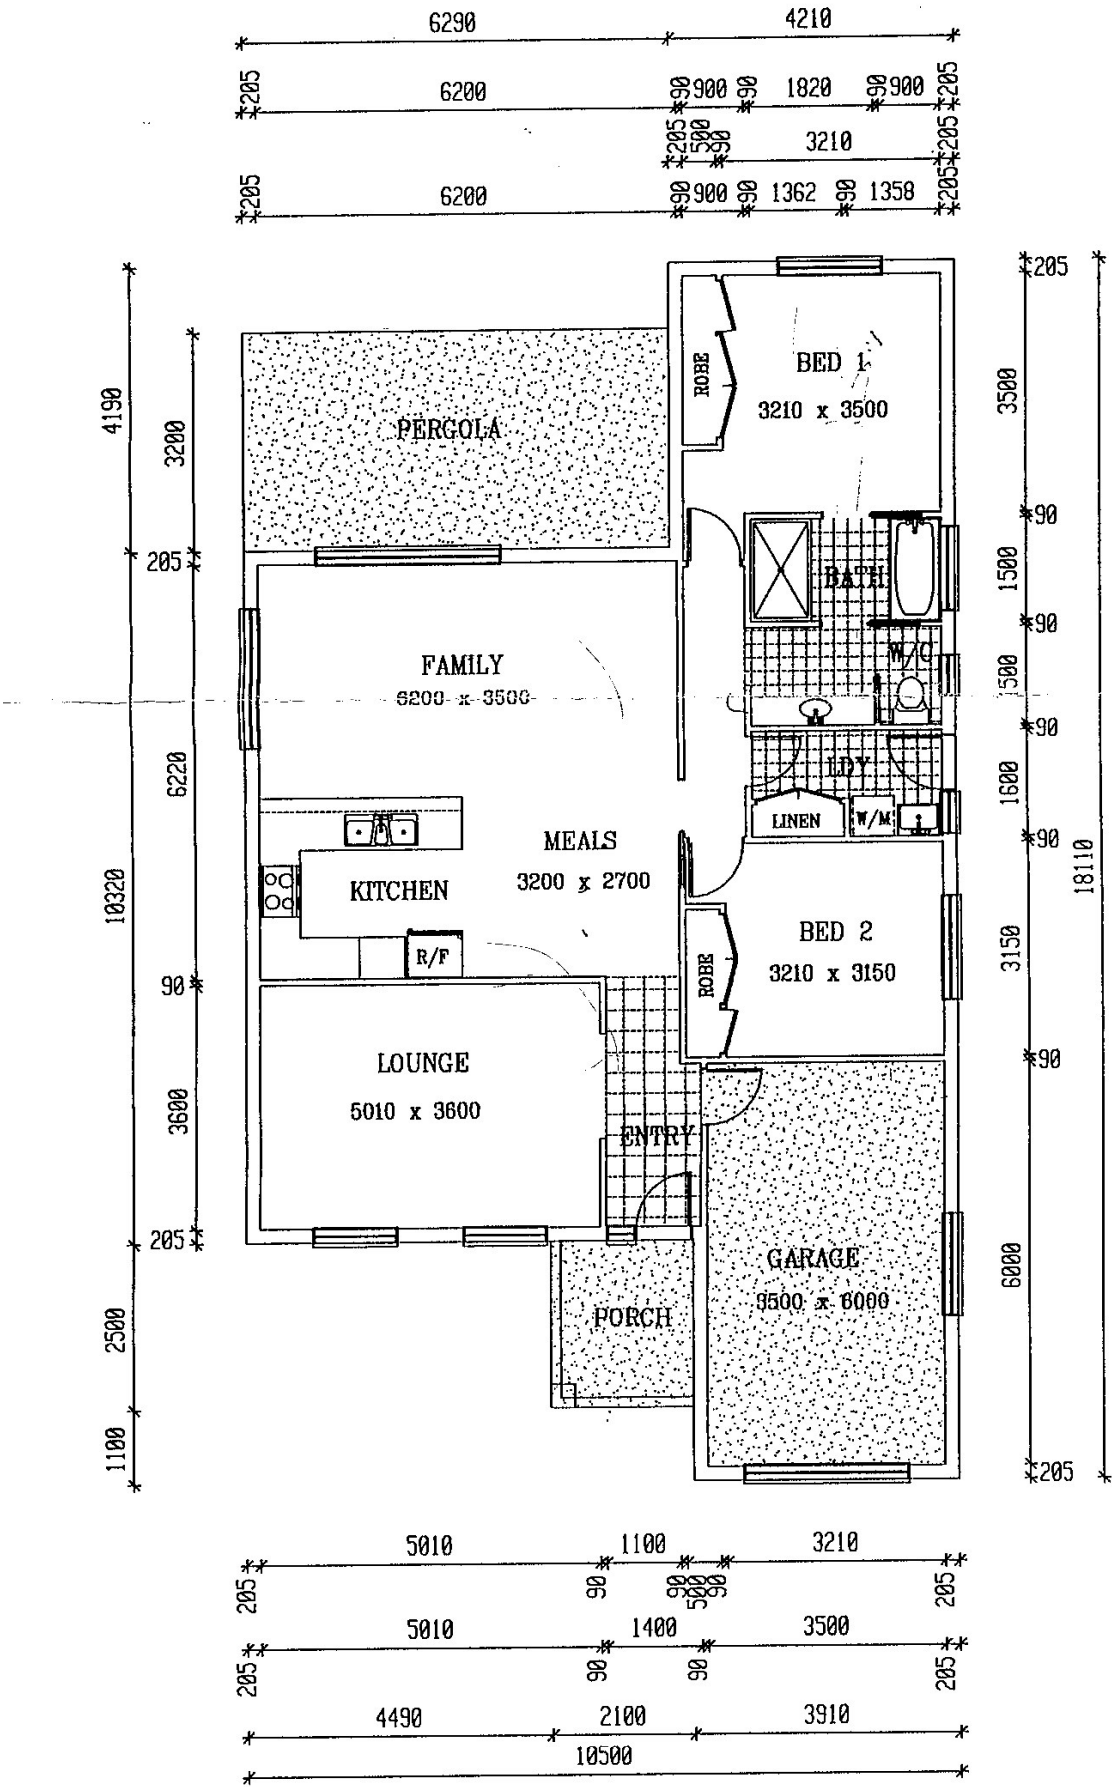 6290 4210
205 6200 90 900 90 1820 90 900 205
205 500 90 3210 205
205 6200 90 900 90 1362 90 1358 205
205
ROBE
BED 1
3210 x 3500
3500
4190
3200
PERGOLA
90
205
1500
BATH
90
FAMILY
6200 x 3500
W/C
1500
90
6220
LDY
1600
LINEN
W/M
90
MEALS
3200 x 2700
KITCHEN
18110
10320
BED 2
3210 x 3150
3150
R/F
ROBE
90
LOUNGE
5010 x 3600
90
3600
ENTRY
205
GARAGE
3500 x 6000
6000
PORCH
2500
1100
205
5010 1100 3210
205 90 90 500 90 205
5010 1400 3500
205 90 90 205
4490 2100 3910
10500